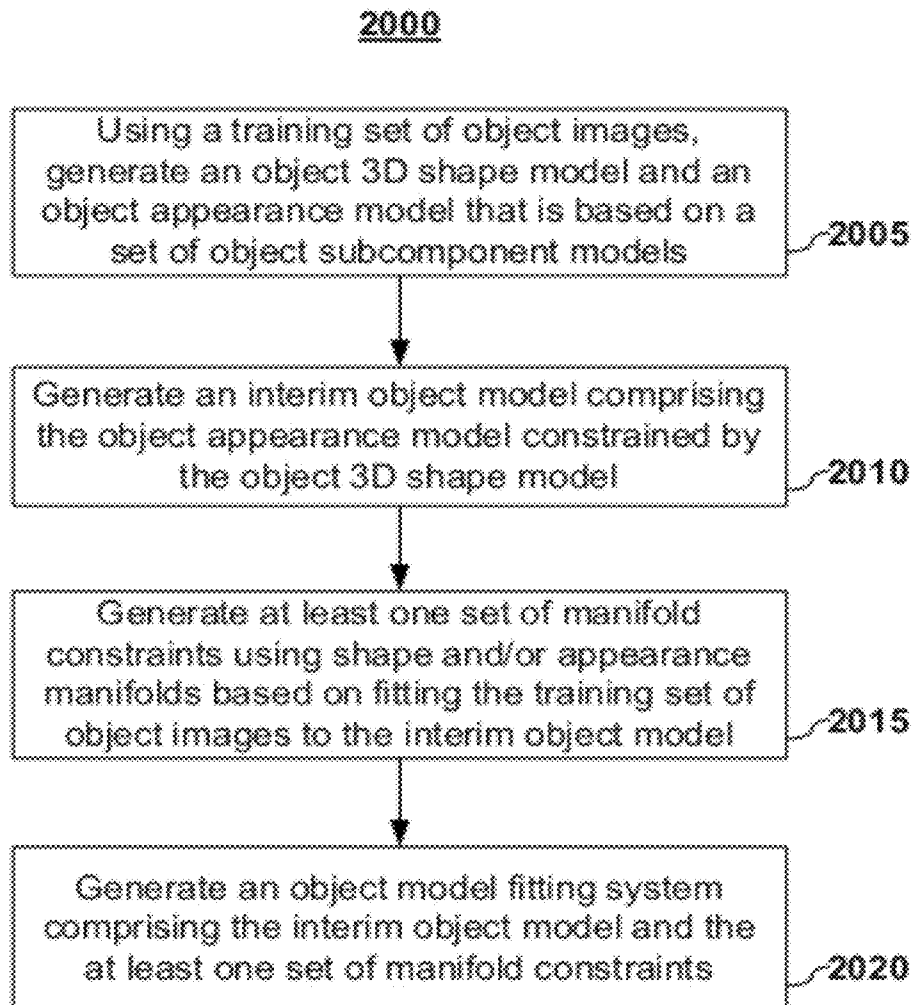 2000
Using a training set of object images,
generate an object 3D shape model and an
object appearance model that is based on a
set of object subcomponent models
2005
Generate an interim object model comprising
the object appearance model constrained by
the object 3D shape model
2010
Generate at least one set of manifold
constraints using shape and/or appearance
manifolds based on fitting the training set of
object images to the interim object model
2015
Generate an object model fitting system
comprising the interim object model and the
at least one set of manifold constraints
2020